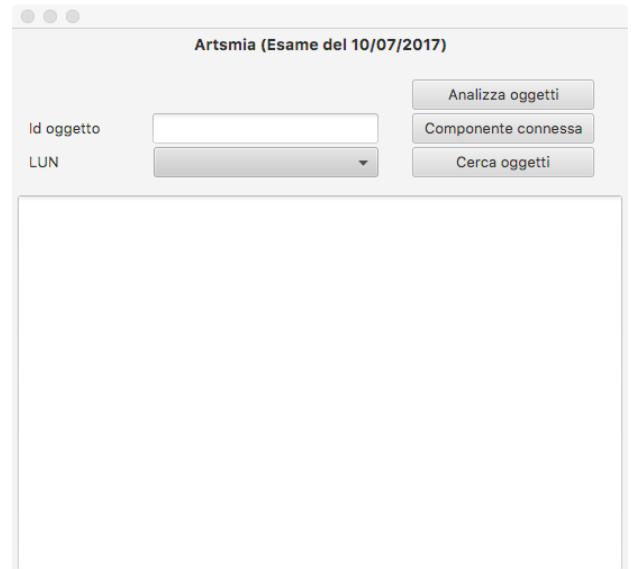 Artsmia (Esame del 10/07/2017)
Analizza oggetti
Id oggetto Componente connessa
LUN Cerca oggetti